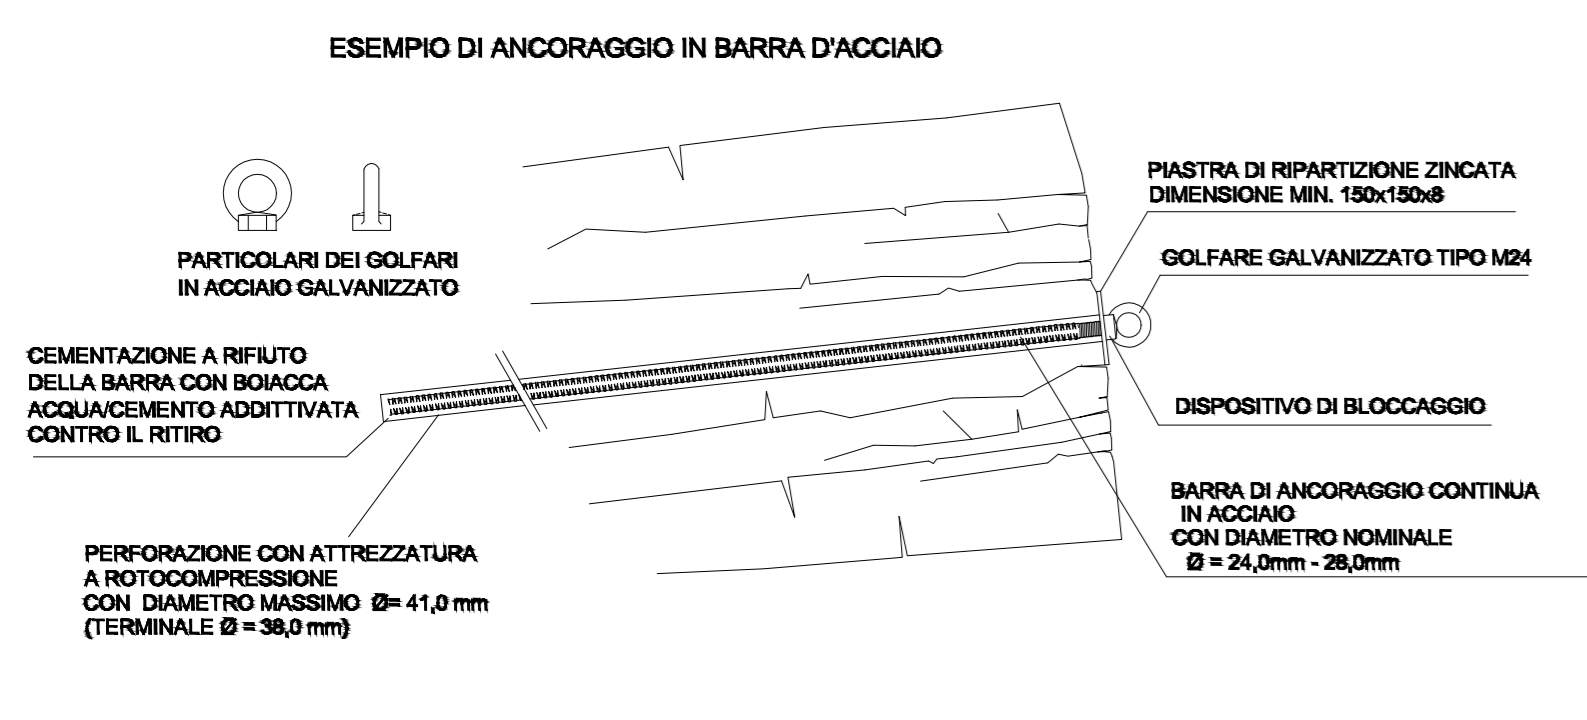 ESEMPIO DI ANCORAGGIO IN BARRA D'ACCIAIO
PIASTRA DI RIPARTIZIONE ZINCATA
DIMENSIONE MIN. 150x150x8
GOLFARE GALVANIZZATO TIPO M24
PARTICOLARI DEI GOLFARI
IN ACCIAIO GALVANIZZATO
CEMENTAZIONE A RIFIUTO
DELLA BARRA CON BOIACCA
ACQUA/CEMENTO ADDITTIVATA
CONTRO IL RITIRO
DISPOSITIVO DI BLOCCAGGIO
BARRA DI ANCORAGGIO CONTINUA
IN ACCIAIO
CON DIAMETRO NOMINALE
Ø = 24,0mm - 28,0mm
PERFORAZIONE CON ATTREZZATURA
A ROTOCOMPRESSIONE
CON DIAMETRO MASSIMO Ø= 41,0 mm
(TERMINALE Ø = 38,0 mm)